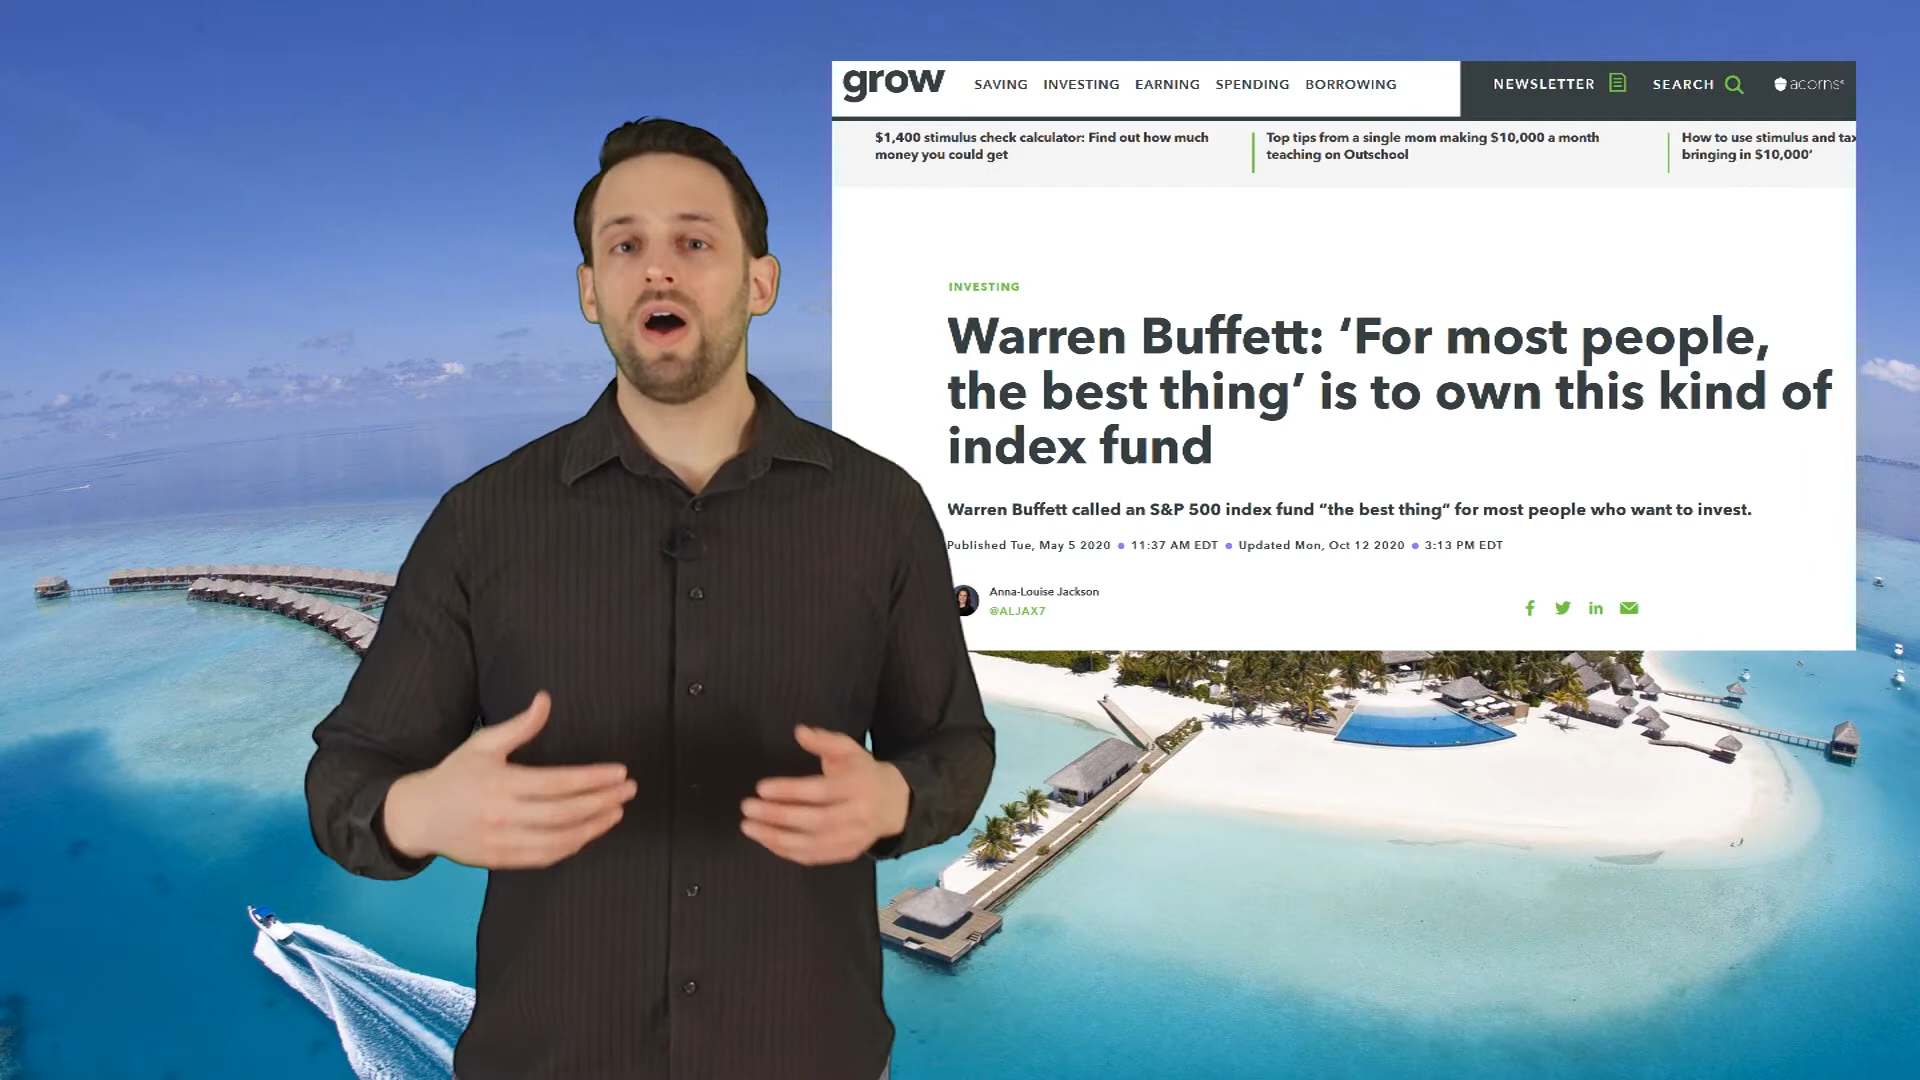 grow SAVING INVESTING EARNING SPENDING BORROWING NEWSLETTER SEARCH acorns
$1,400 stimulus check calculator: Find out how much
money you could get
Top tips from a single mom making $10,000 a month
teaching on Outschool
How to use stimulus and tax
bringing in $10,000'
INVESTING
Warren Buffett: ‘For most people,
the best thing’ is to own this kind of
index fund
Warren Buffett called an S&P 500 index fund “the best thing” for most people who want to invest.
Published Tue, May 5 2020 • 11:37 AM EDT • Updated Mon, Oct 12 2020 • 3:13 PM EDT
Anna-Louise Jackson
@ALJAX7